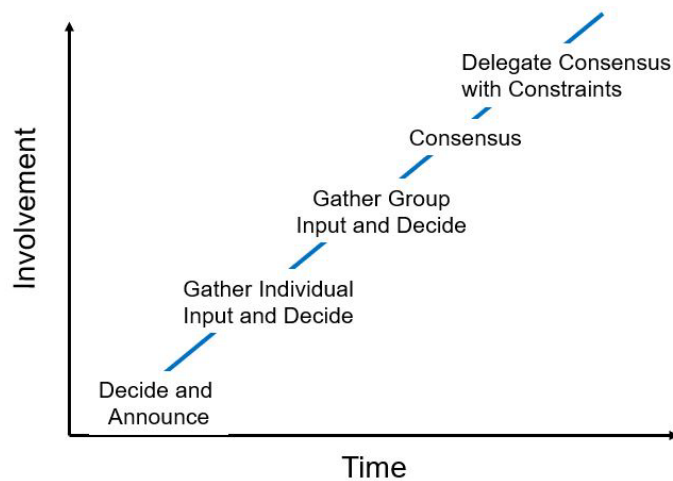 Delegate Consensus
with Constraints
Consensus
Gather Group
Input and Decide
Gather Individual
Input and Decide
Decide and
Announce
Involvement
Time